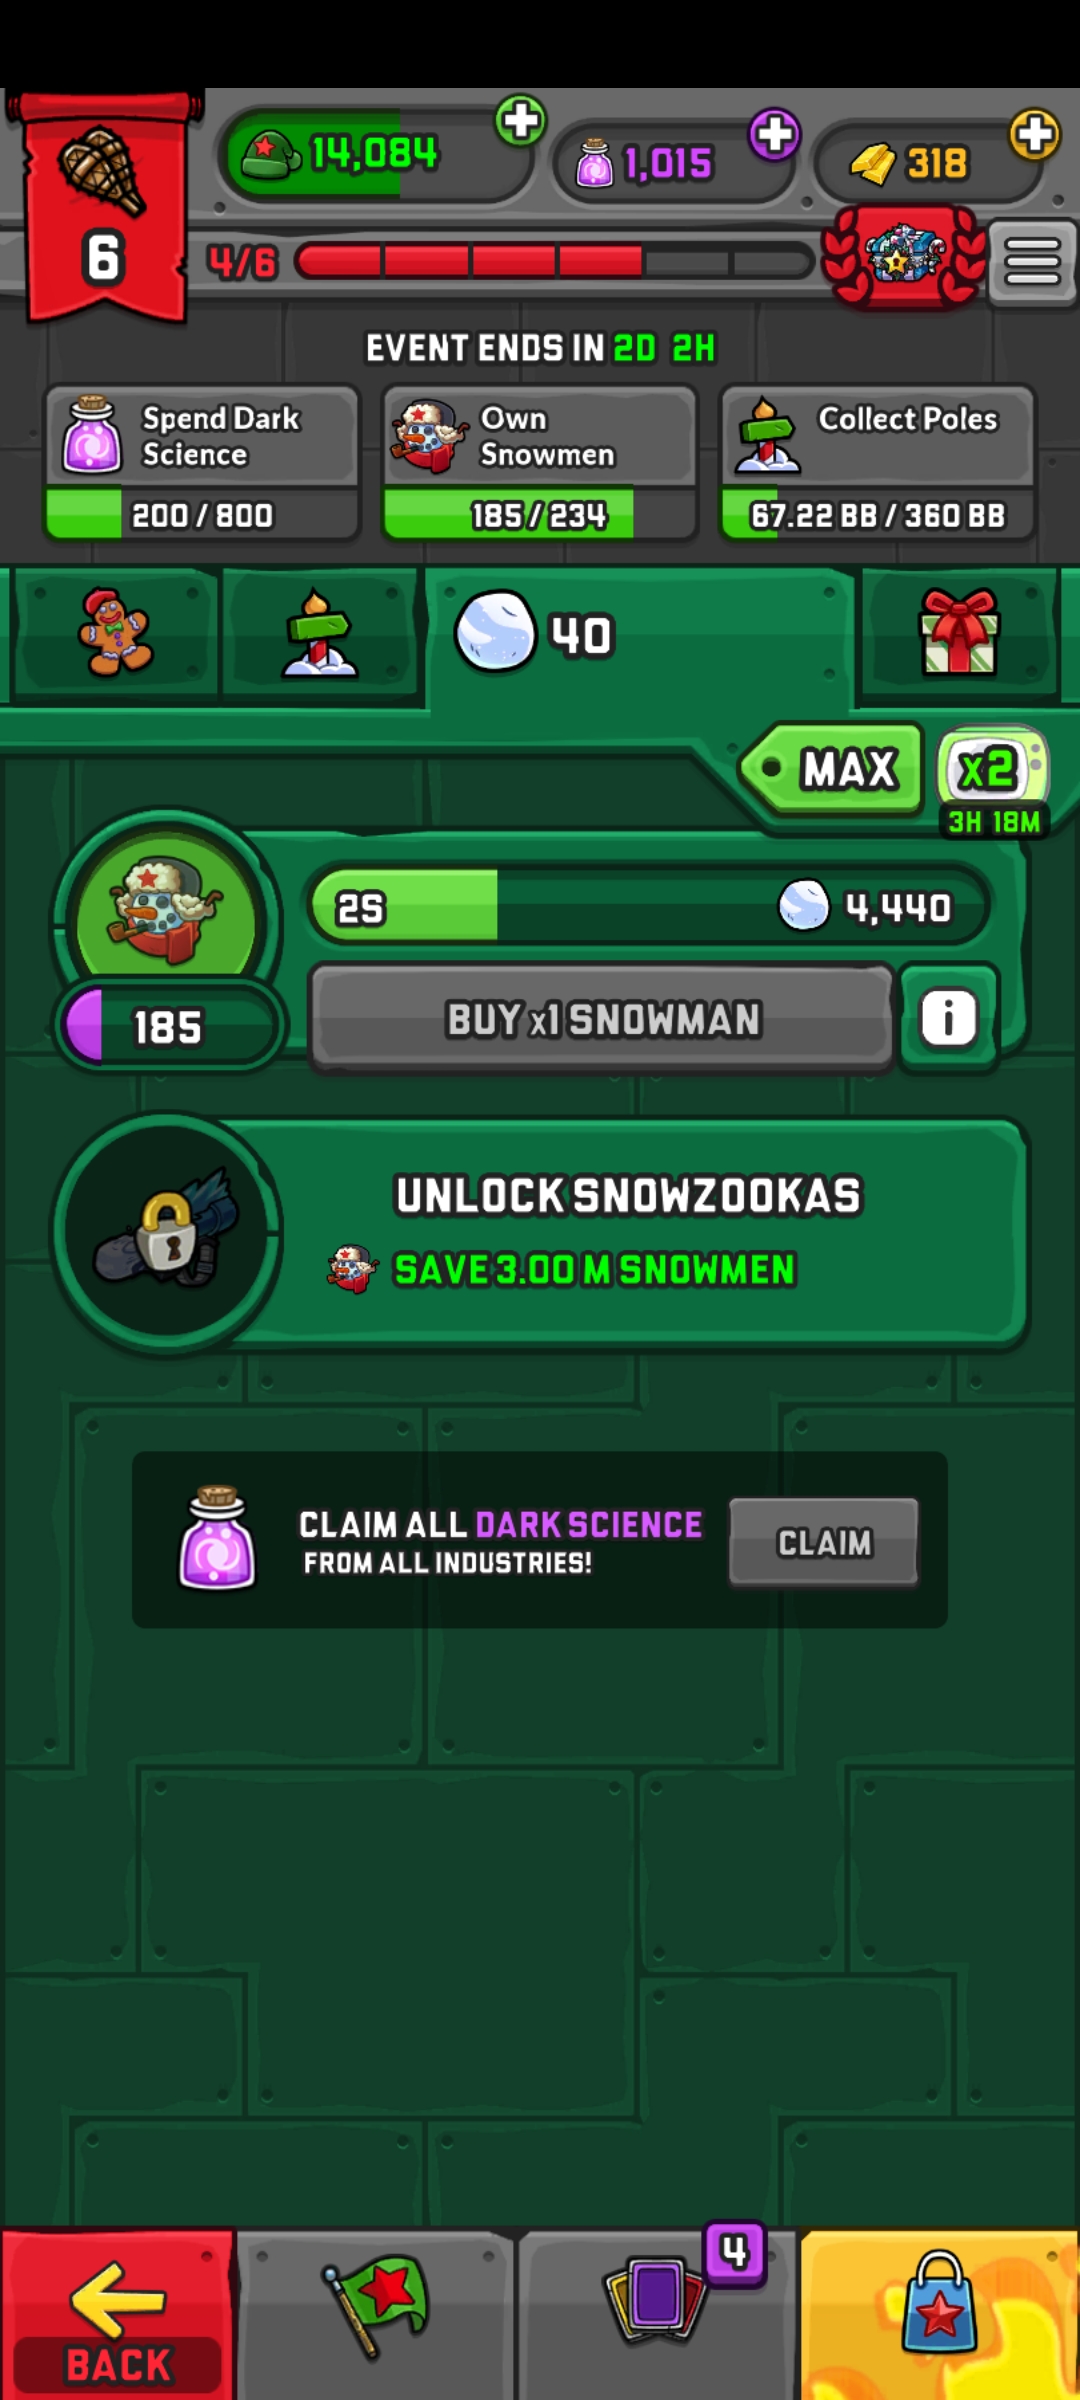 14,084
1,015
318
6
4/6
EVENT ENDS IN 2D 2H
Spend Dark
Science
200 / 800
Own
Snowmen
185 / 234
Collect Poles
67.22 BB / 360 BB
40
MAX
x2
3H 18M
2S
4,440
185
BUY x1 SNOWMAN
i
UNLOCK SNOWZOOKAS
SAVE 3.00 M SNOWMEN
CLAIM ALL DARK SCIENCE
FROM ALL INDUSTRIES!
CLAIM
4
BACK